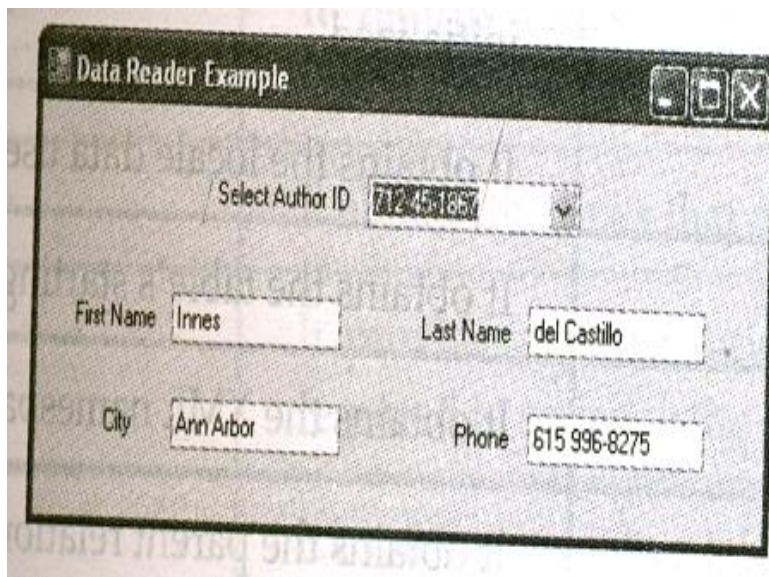 Data Reader Example
Select Author ID 712-45-1867
First Name Innes Last Name del Castillo
City Ann Arbor Phone 615 996-8275